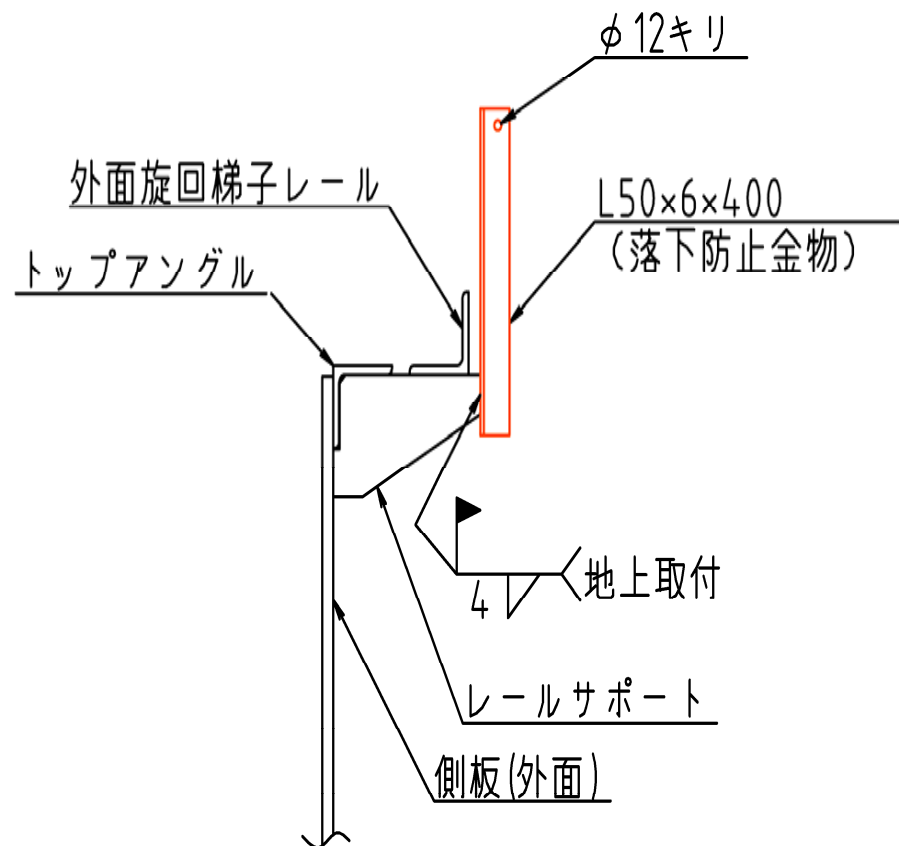 φ12キリ
外面旋回梯子レール
L50×6×400
(落下防止金物)
トップアングル
4
地上取付
レールサポート
側板(外面)